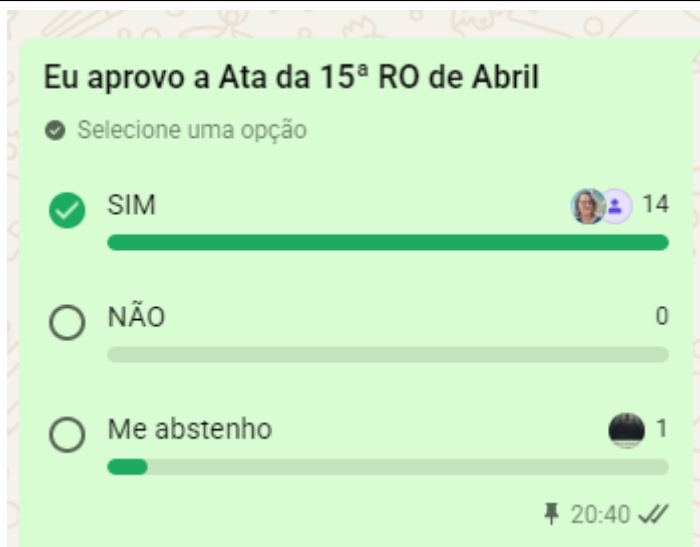 Eu aprovo a Ata da 15ª RO de Abril
Selecione uma opção
SIM 14
NÃO 0
Me abstenho 1
20:40